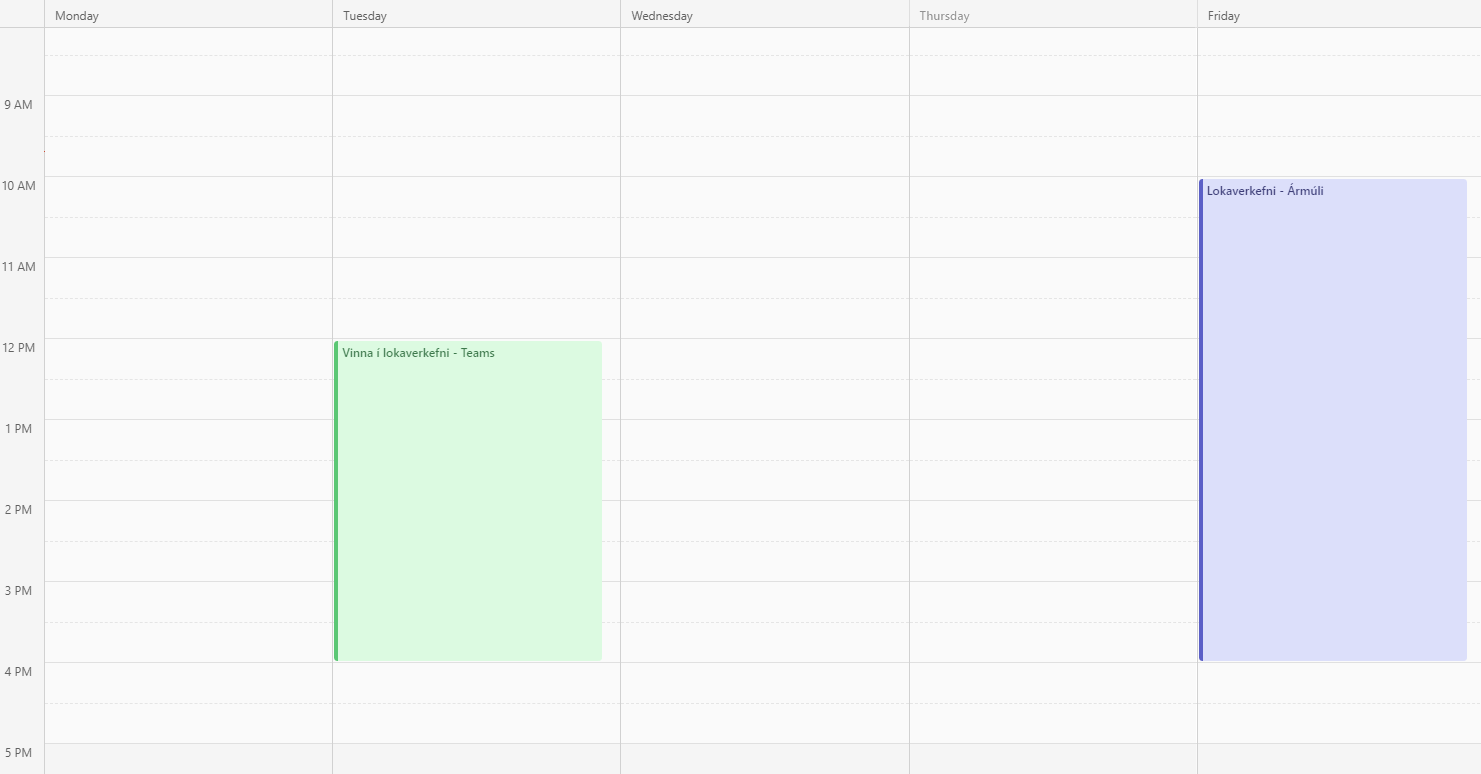 Monday
Tuesday
Wednesday
Thursday
Friday
9 AM
10 AM
Lokaverkefni - Ármúli
11 AM
12 PM
Vinna í lokaverkefni - Teams
1 PM
2 PM
3 PM
4 PM
5 PM